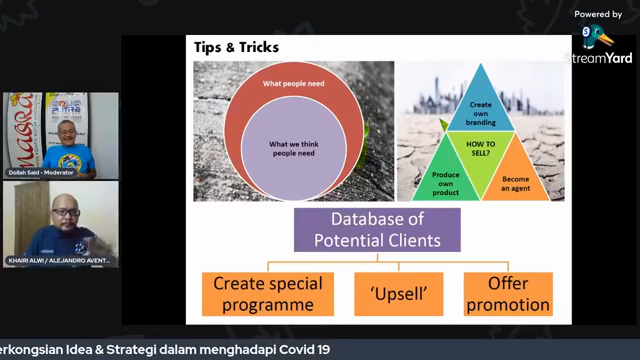 Powered by
StreamYard
Tips & Tricks
What people need
What we think
people need
Create
own
branding
HOW TO
SELL?
Produce
own
product
Become
an agent
Database of
Potential Clients
Create special
programme
'Upsell'
Offer
promotion
Dollah Said - Moderator
KHAIRI ALWI / ALEJANDRO AVENT...
erkongsian Idea & Strategi dalam menghadapi Covid 19